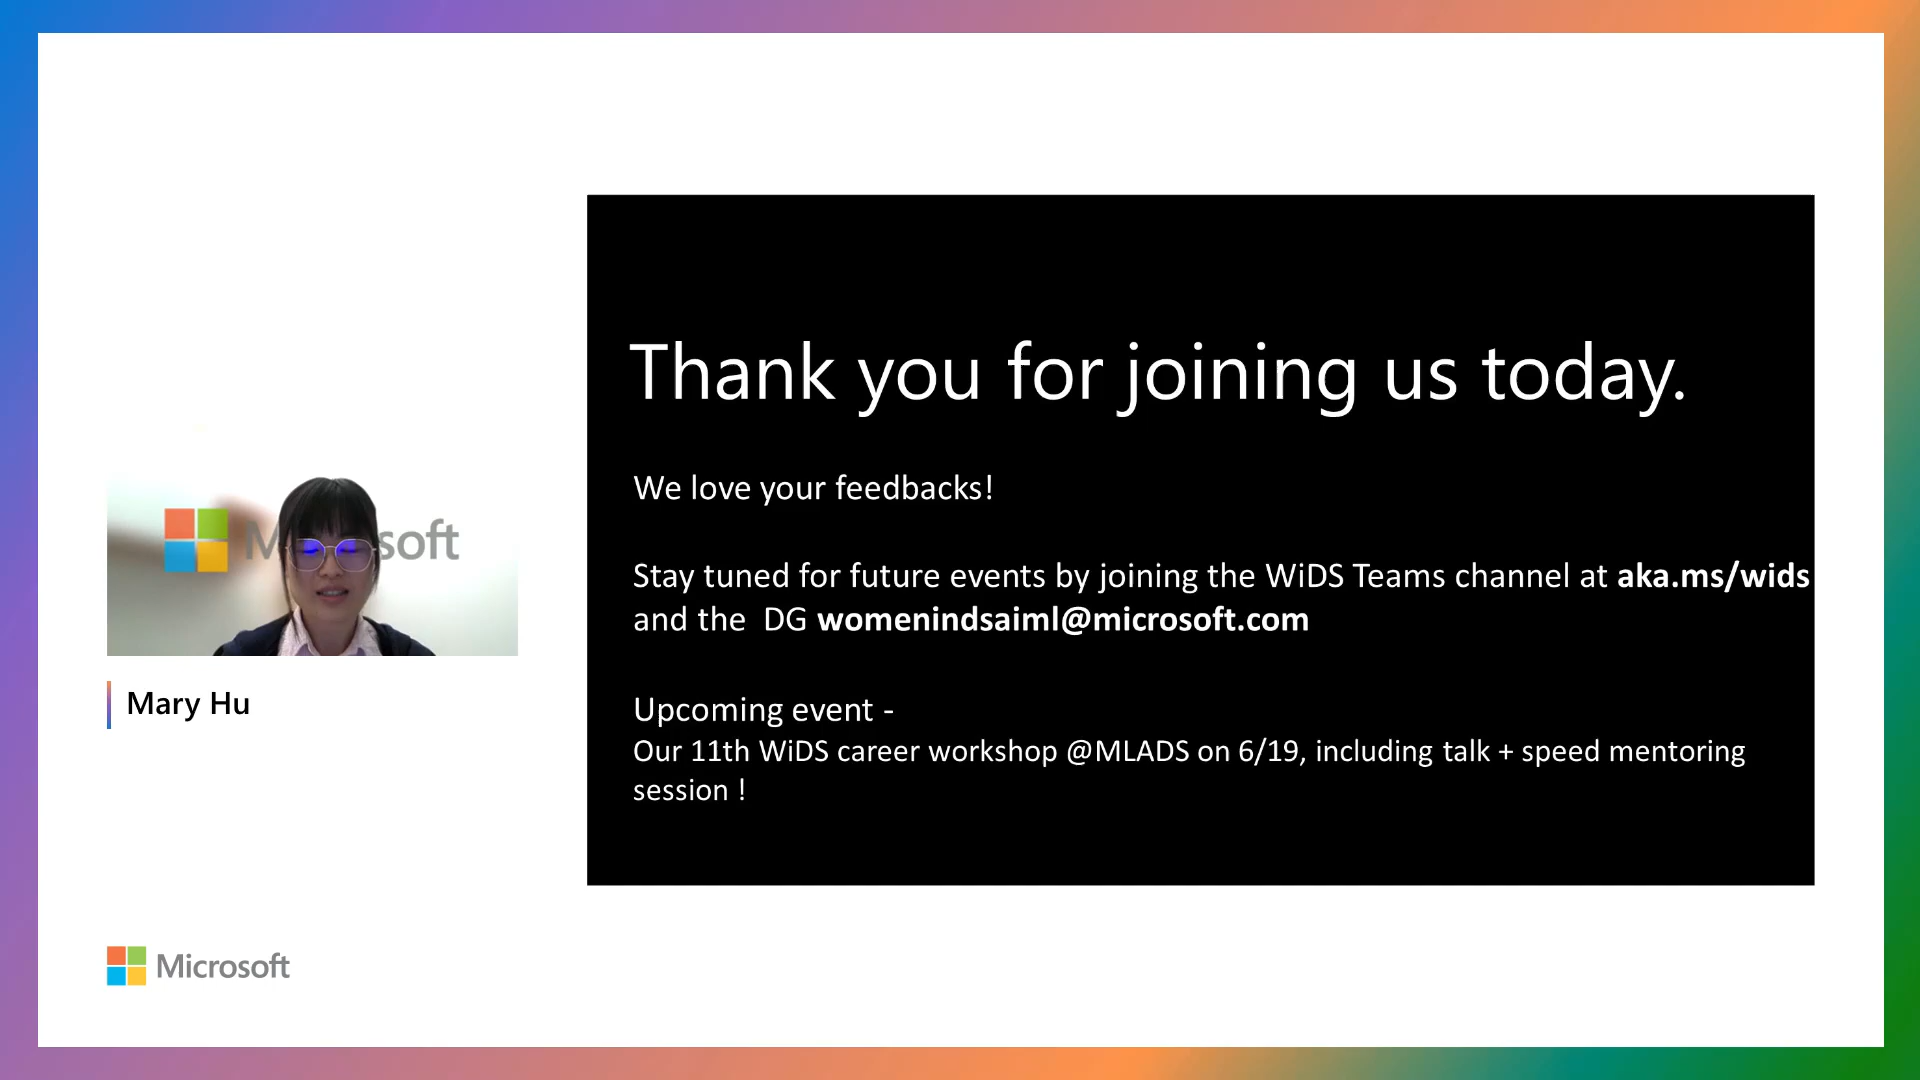 Thank you for joining us today.
We love your feedbacks!
Stay tuned for future events by joining the WiDS Teams channel at aka.ms/wids
and the  DG womenindsaiml@microsoft.com
Upcoming event -
Our 11th WiDS career workshop @MLADS on 6/19, including talk + speed mentoring
session !
M soft
Mary Hu
Microsoft